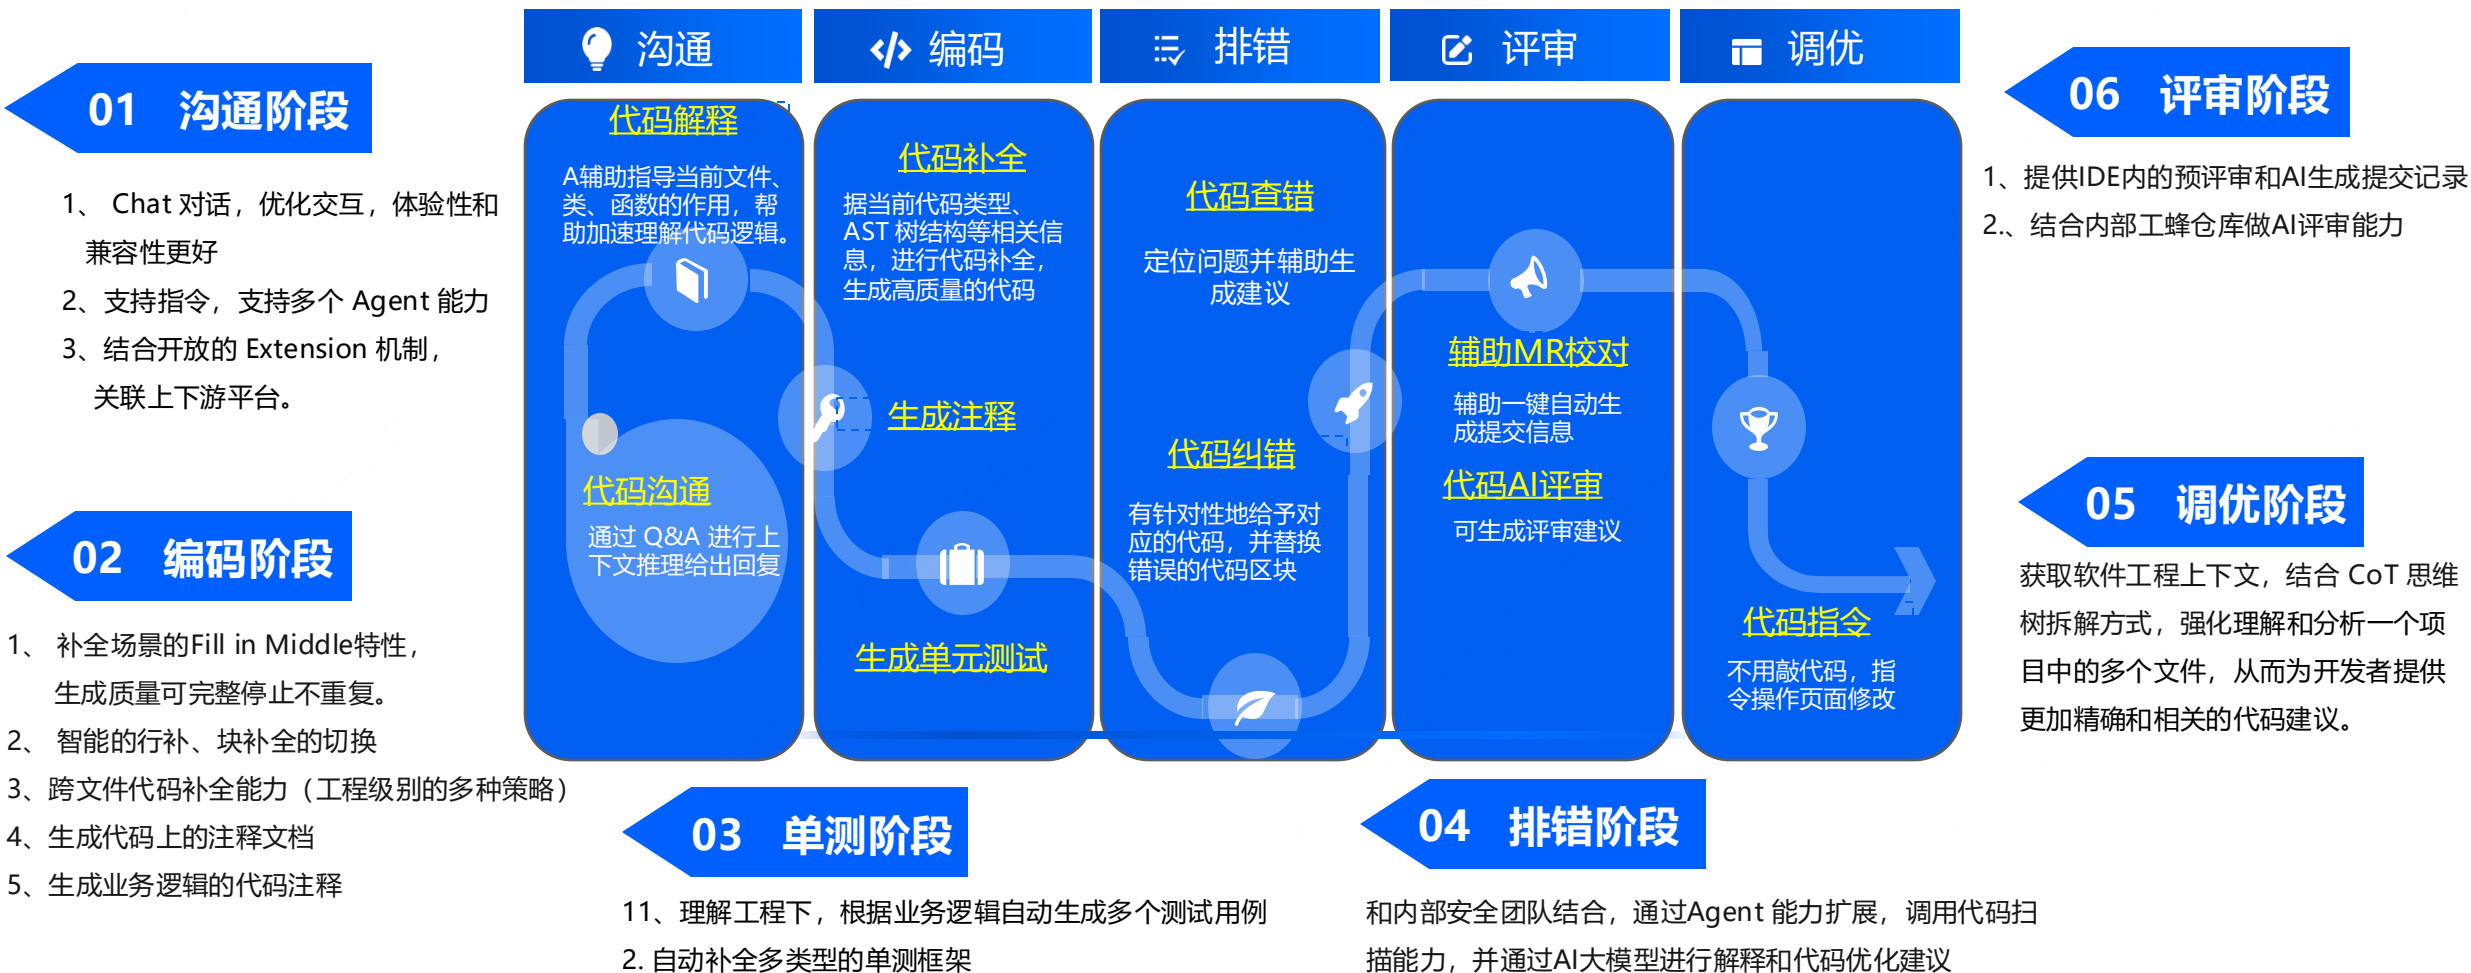 沟通
编码
排错
评审
调优
01 沟通阶段
1、 Chat 对话，优化交互，体验性和
兼容性更好
2、支持指令，支持多个 Agent 能力
3、结合开放的 Extension 机制，
关联上下游平台。
02 编码阶段
1、 补全场景的Fill in Middle特性，
生成质量可完整停止不重复。
2、 智能的行补、块补全的切换
3、跨文件代码补全能力（工程级别的多种策略）
4、生成代码上的注释文档
5、生成业务逻辑的代码注释
代码解释
A辅助指导当前文件、
类、函数的作用，帮
助加速理解代码逻辑。
代码沟通
通过 Q&A 进行上
下文推理给出回复
代码补全
据当前代码类型、
AST 树结构等相关信
息，进行代码补全，
生成高质量的代码
生成注释
生成单元测试
代码查错
定位问题并辅助生
成建议
代码纠错
有针对性地给予对
应的代码，并替换
错误的代码区块
辅助MR校对
辅助一键自动生
成提交信息
代码AI评审
可生成评审建议
代码指令
不用敲代码，指
令操作页面修改
06 评审阶段
1、提供IDE内的预评审和AI生成提交记录
2.、结合内部工蜂仓库做AI评审能力
05 调优阶段
获取软件工程上下文，结合 CoT 思维
树拆解方式，强化理解和分析一个项
目中的多个文件，从而为开发者提供
更加精确和相关的代码建议。
03 单测阶段
11、理解工程下，根据业务逻辑自动生成多个测试用例
2. 自动补全多类型的单测框架
04 排错阶段
和内部安全团队结合，通过Agent 能力扩展，调用代码扫
描能力，并通过AI大模型进行解释和代码优化建议